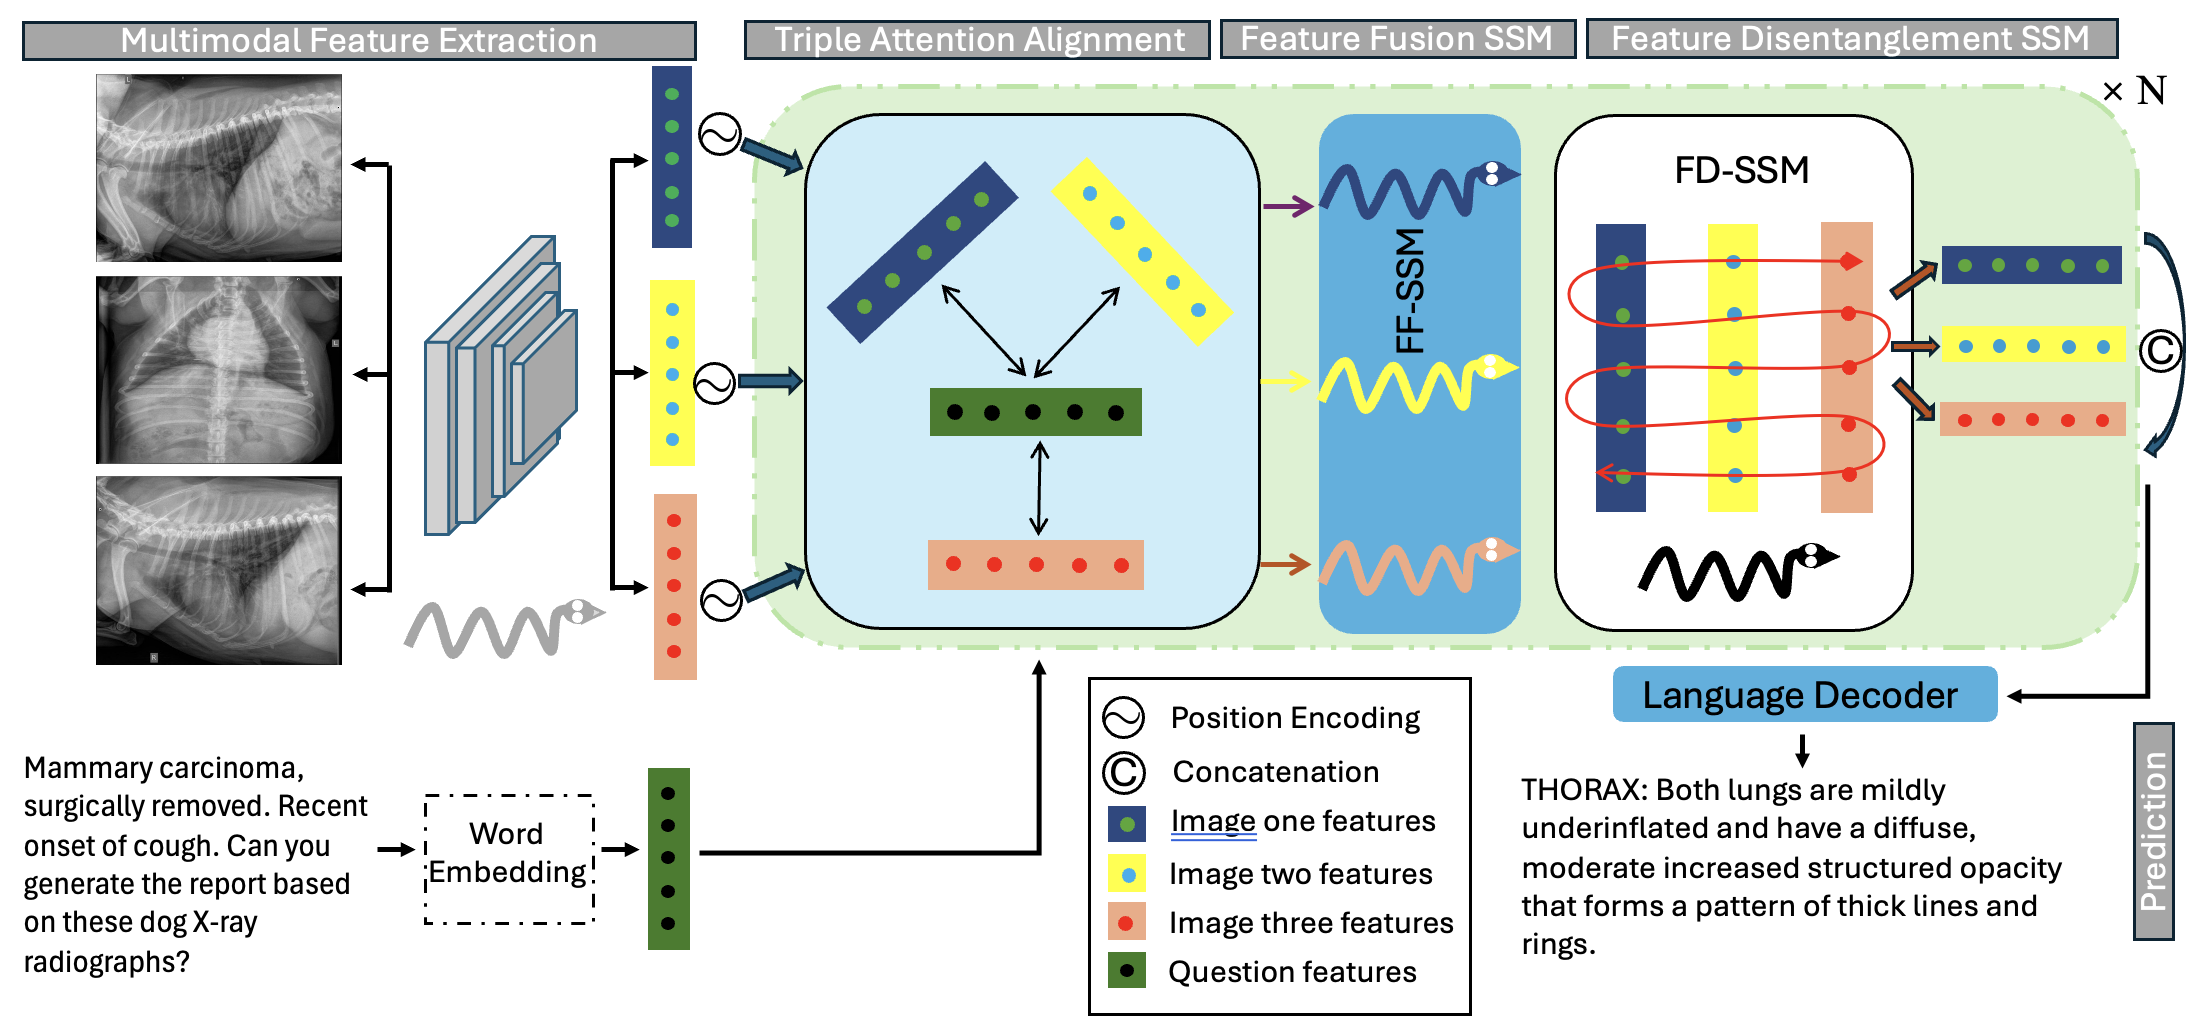 Multimodal Feature Extraction
Triple Attention Alignment
Feature Fusion SSM
Feature Disentanglement SSM
× N
FF-SSM
FD-SSM
C
Language Decoder
Mammary carcinoma,
surgically removed. Recent
onset of cough. Can you
generate the report based
on these dog X-ray
radiographs?
Word
Embedding
Position Encoding
C Concatenation
Image one features
Image two features
Image three features
Question features
THORAX: Both lungs are mildly
underinflated and have a diffuse,
moderate increased structured opacity
that forms a pattern of thick lines and
rings.
Prediction